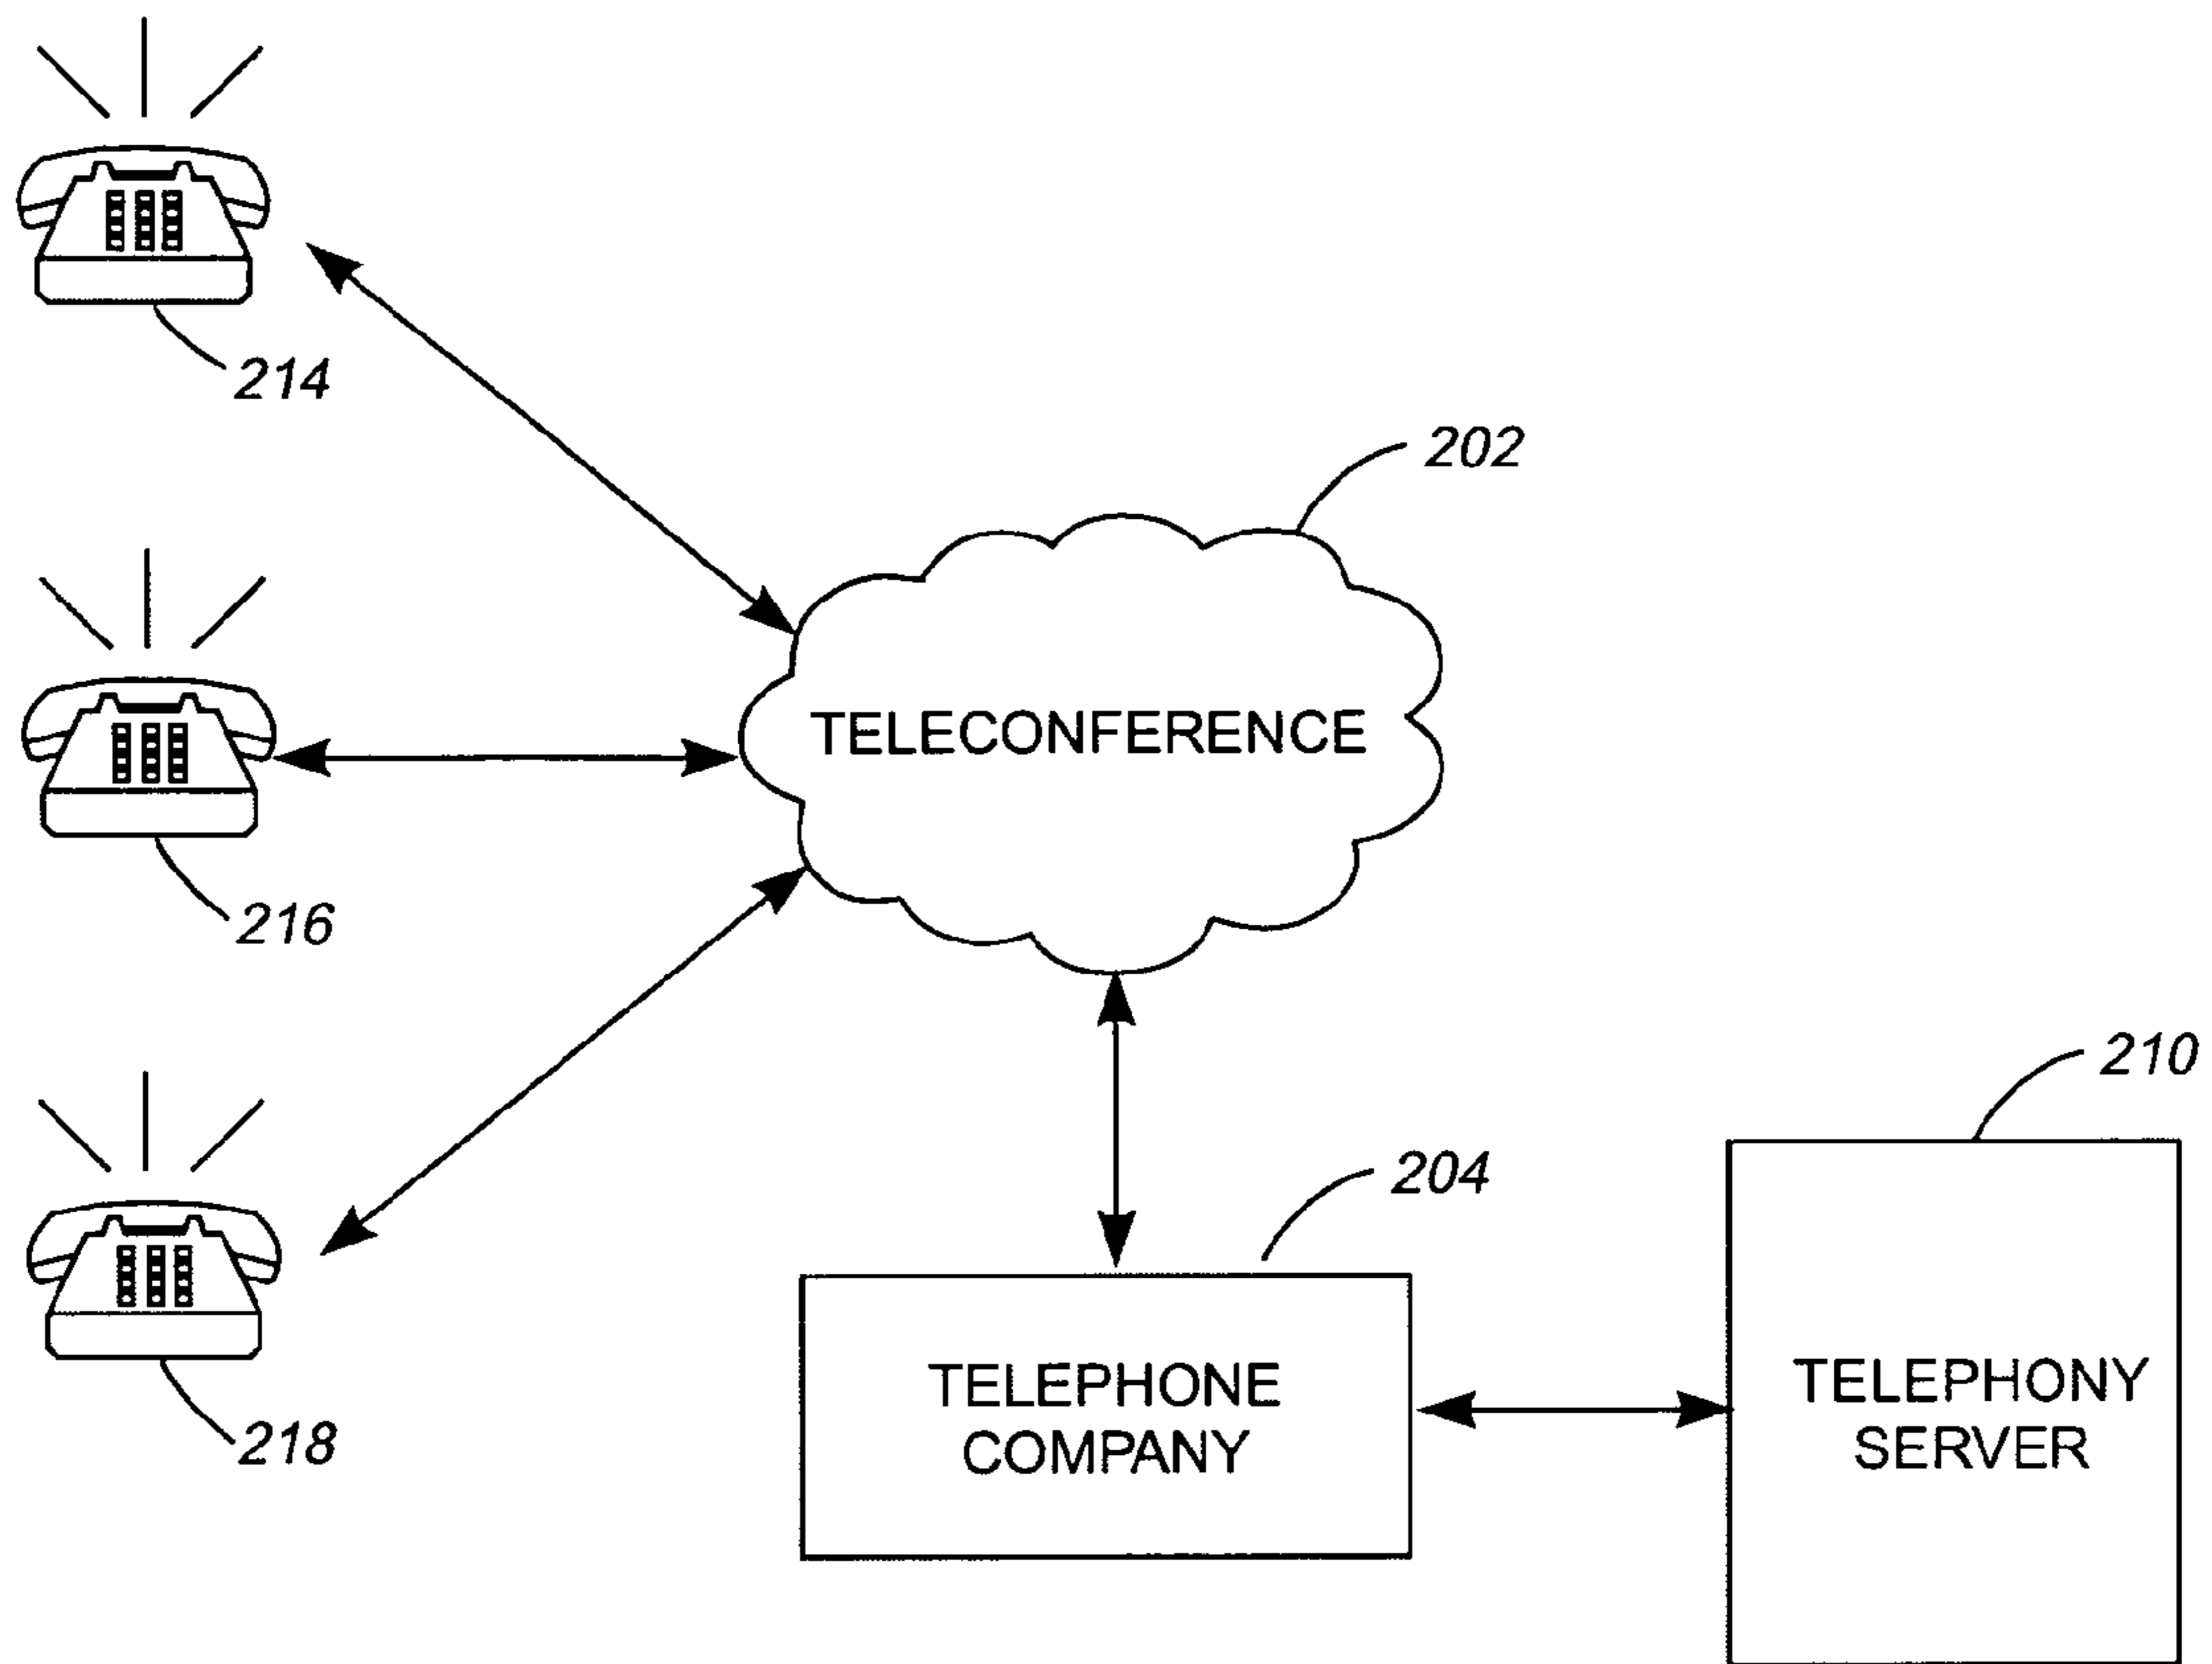 214
202
TELECONFERENCE
216
210
204
TELEPHONE
COMPANY
TELEPHONY
SERVER
218